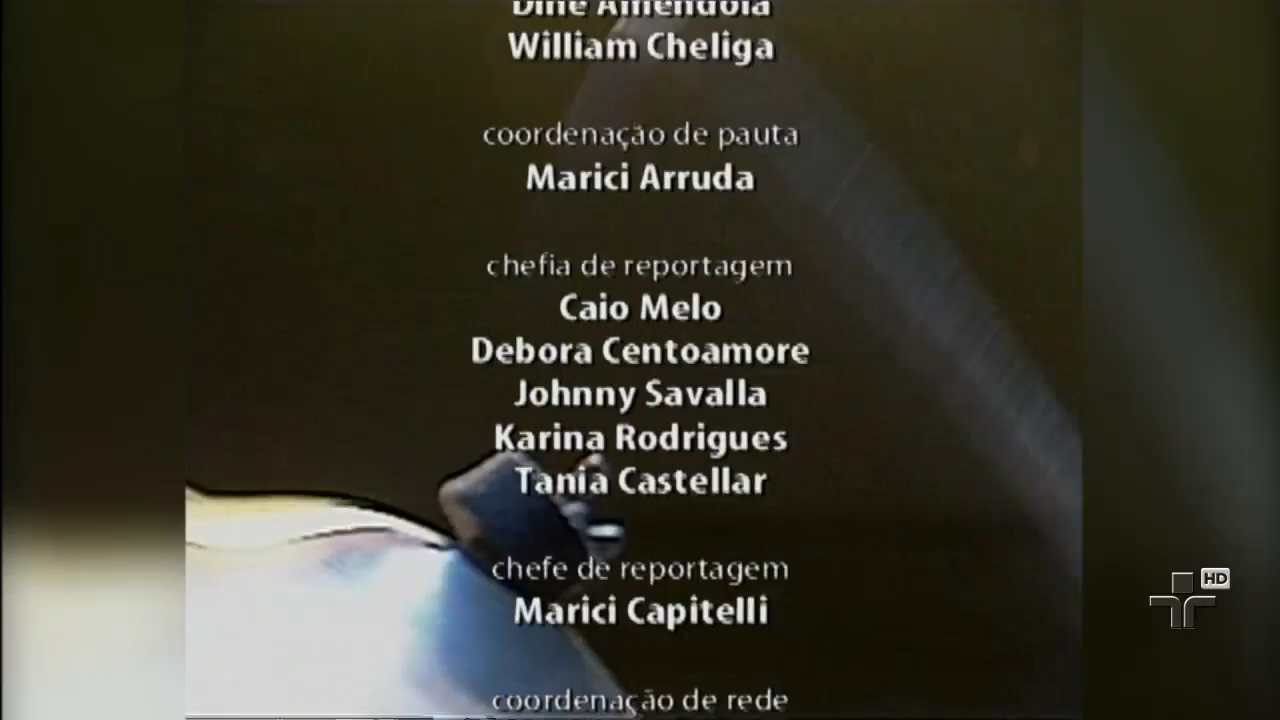 William Cheliga
coordenação de pauta
Marici Arruda
chefia de reportagem
Caio Melo
Debora Centoamore
Johnny Savalla
Karina Rodrigues
Tania Castellar
chefe de reportagem
Marici Capitelli
coordenação de rede
HD